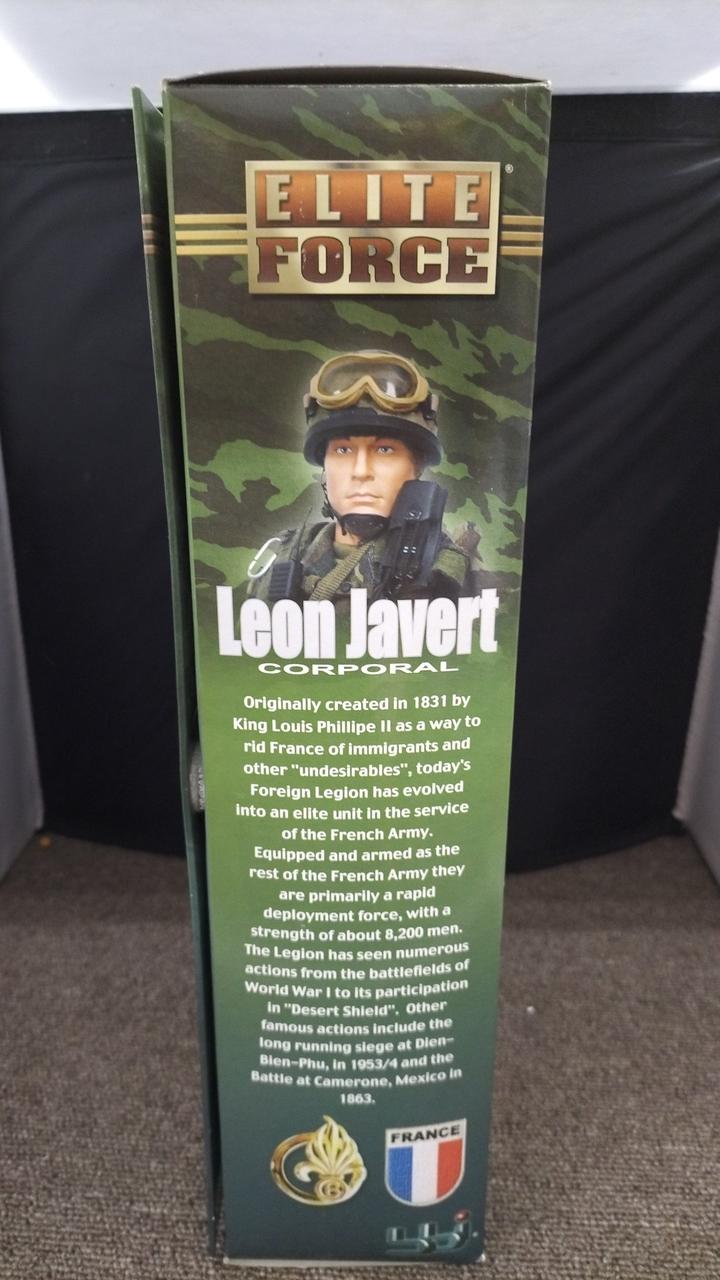 ELITE ®
FORCE
Leon Javert
CORPORAL
Originally created in 1831 by
King Louis Phillipe II as a way to
rid France of immigrants and
other "undesirables", today's
Foreign Legion has evolved
into an elite unit in the service
of the French Army.
Equipped and armed as the
rest of the French Army they
are primarily a rapid
deployment force, with a
strength of about 8,200 men.
The Legion has seen numerous
actions from the battlefields of
World War I to its participation
in "Desert Shield". Other
famous actions include the
long running siege at Dien-
Bien-Phu, in 1953/4 and the
Battle at Camerone, Mexico in
1863.
FRANCE
bbi